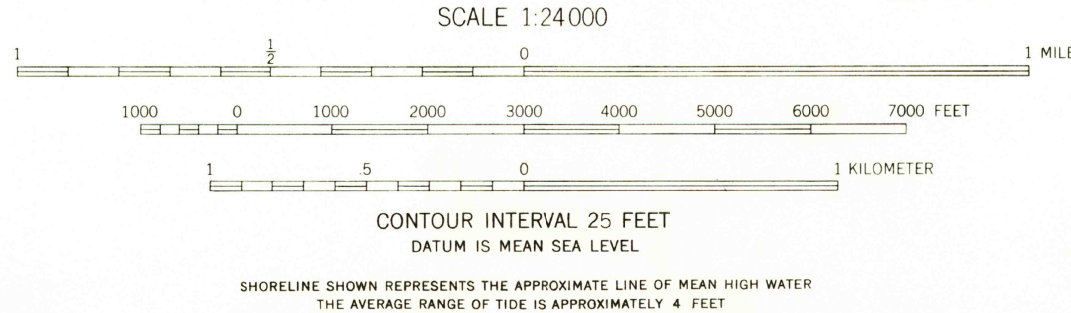 SCALE 1:24000
1 ½ 0 1 MILE
1000 0 1000 2000 3000 4000 5000 6000 7000 FEET
1 .5 0 1 KILOMETER
CONTOUR INTERVAL 25 FEET
DATUM IS MEAN SEA LEVEL
SHORELINE SHOWN REPRESENTS THE APPROXIMATE LINE OF MEAN HIGH WATER
THE AVERAGE RANGE OF TIDE IS APPROXIMATELY 4 FEET